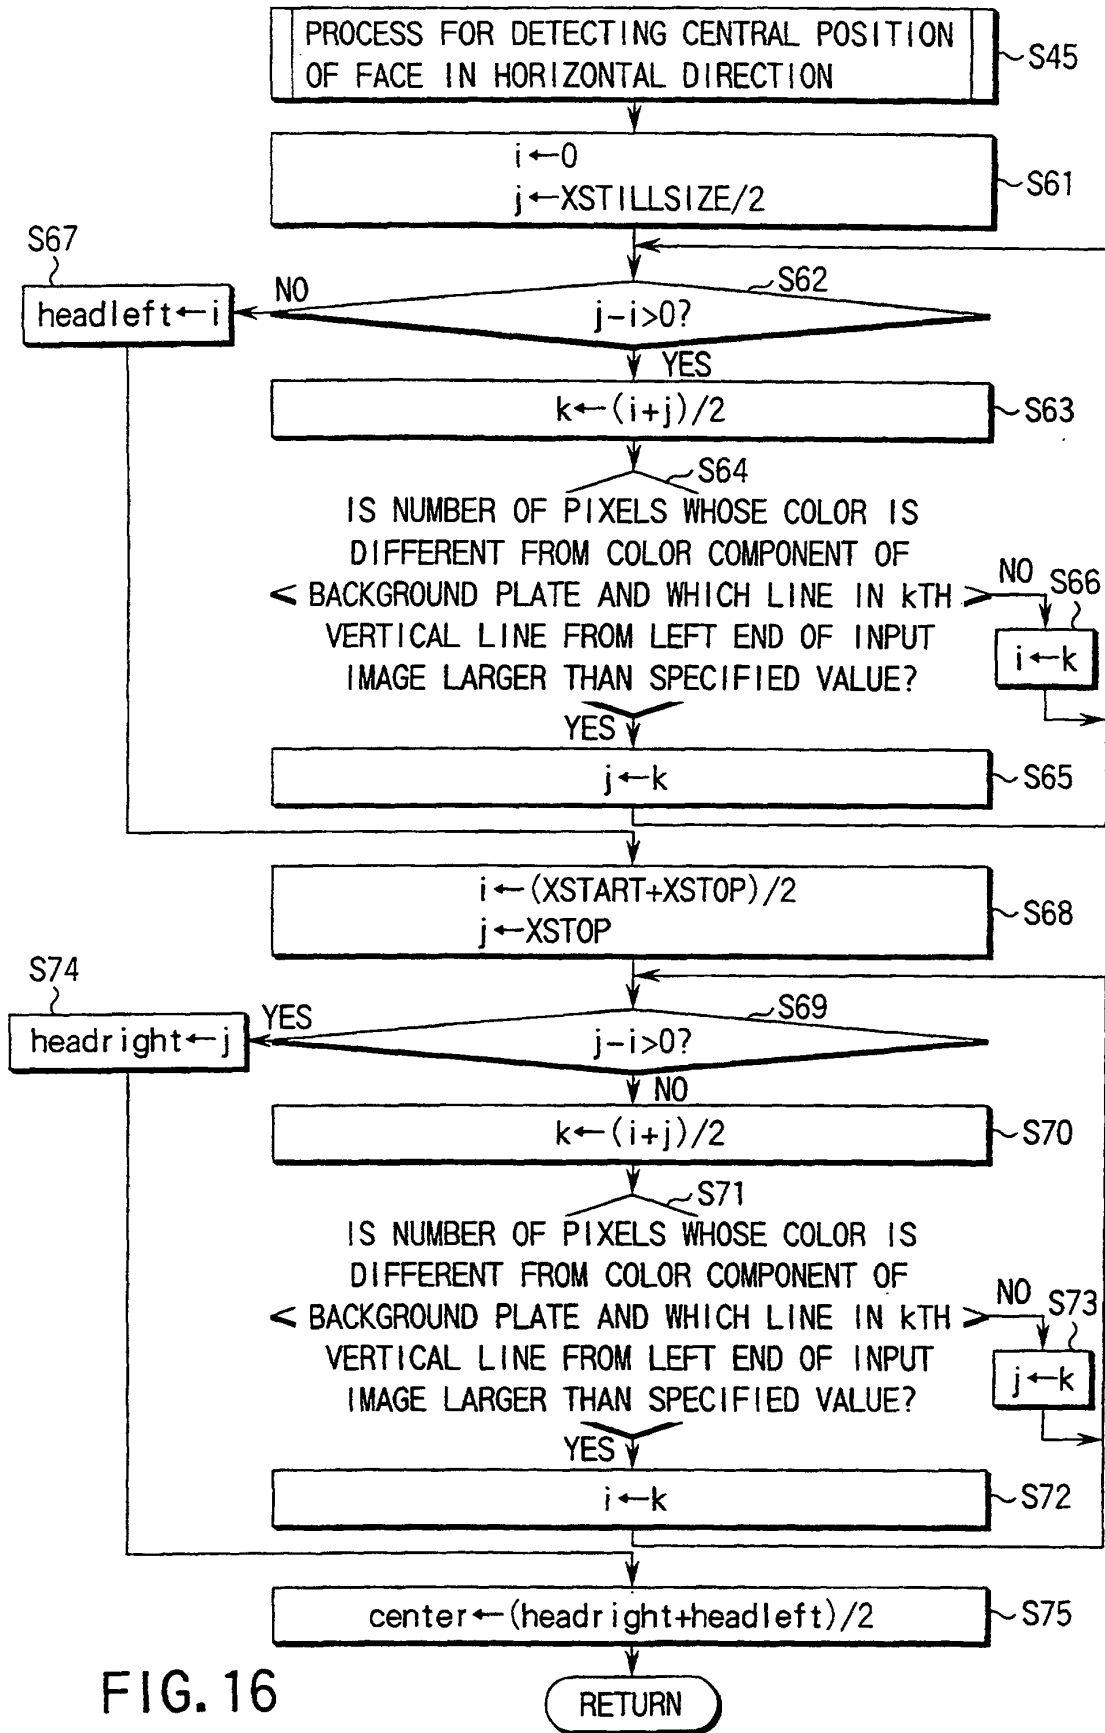 PROCESS FOR DETECTING CENTRAL POSITION
OF FACE IN HORIZONTAL DIRECTION
S45
i←0
j←XSTILLSIZE/2
S61
S67
headleft←i
NO
S62
j-i>0?
YES
k←(i+j)/2
S63
S64
IS NUMBER OF PIXELS WHOSE COLOR IS
DIFFERENT FROM COLOR COMPONENT OF
BACKGROUND PLATE AND WHICH LINE IN kTH
VERTICAL LINE FROM LEFT END OF INPUT
IMAGE LARGER THAN SPECIFIED VALUE?
NO
S66
i←k
YES
j←k
S65
i←(XSTART+XSTOP)/2
j←XSTOP
S68
S74
headright←j
YES
S69
j-i>0?
NO
k←(i+j)/2
S70
S71
IS NUMBER OF PIXELS WHOSE COLOR IS
DIFFERENT FROM COLOR COMPONENT OF
BACKGROUND PLATE AND WHICH LINE IN kTH
VERTICAL LINE FROM LEFT END OF INPUT
IMAGE LARGER THAN SPECIFIED VALUE?
NO
S73
j←k
YES
i←k
S72
center←(headright+headleft)/2
S75
FIG. 16
RETURN